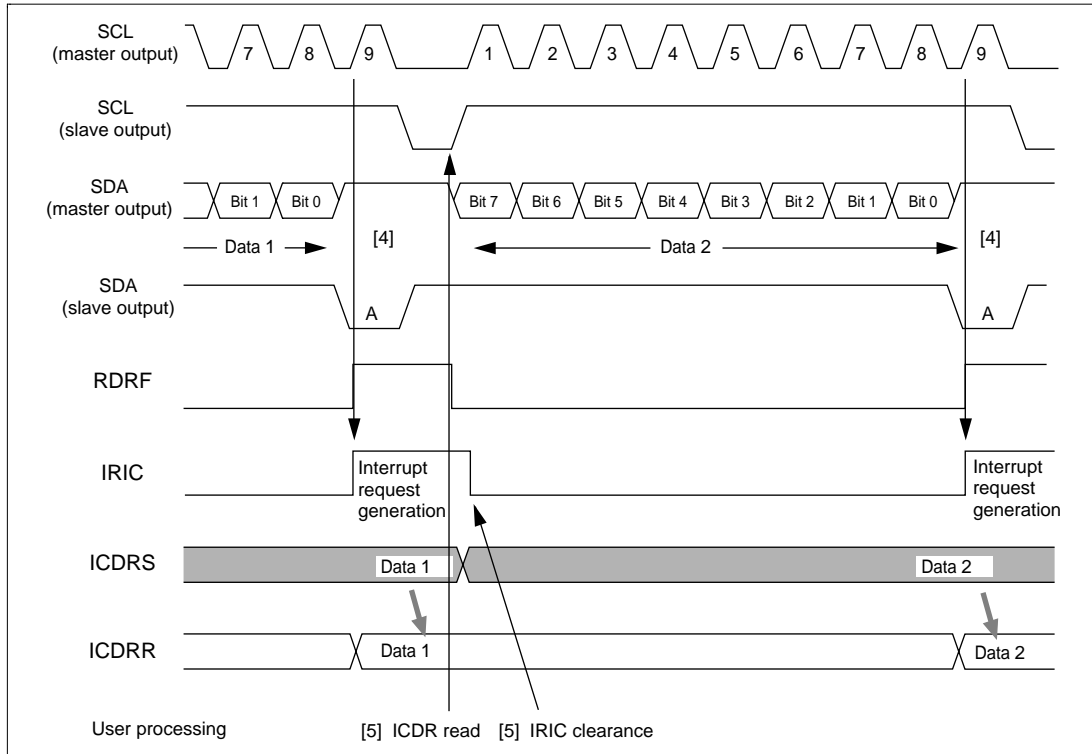 SCL
(master output)
7 8 9 1 2 3 4 5 6 7 8 9
SCL
(slave output)
SDA
(master output)
Bit 1 Bit 0 Bit 7 Bit 6 Bit 5 Bit 4 Bit 3 Bit 2 Bit 1 Bit 0
Data 1 [4] Data 2 [4]
SDA
(slave output)
A A
RDRF
IRIC
Interrupt
request
generation
Interrupt
request
generation
ICDRS
Data 1 Data 2
ICDRR
Data 1 Data 2
User processing [5] ICDR read [5] IRIC clearance